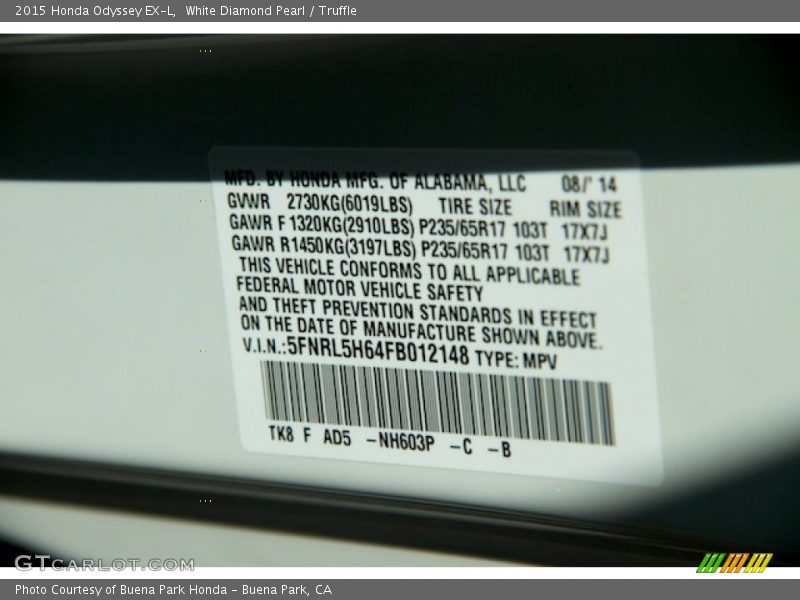 2015 Honda Odyssey EX-L, White Diamond Pearl / Truffle
MFD. BY HONDA MFG. OF ALABAMA, LLC 08/' 14
GVWR 2730KG(6019LBS) TIRE SIZE RIM SIZE
GAWR F 1320KG(2910LBS) P235/65R17 103T 17X7J
GAWR R1450KG(3197LBS) P235/65R17 103T 17X7J
THIS VEHICLE CONFORMS TO ALL APPLICABLE
FEDERAL MOTOR VEHICLE SAFETY
AND THEFT PREVENTION STANDARDS IN EFFECT
ON THE DATE OF MANUFACTURE SHOWN ABOVE.
V.I.N.:5FNRL5H64FB012148 TYPE: MPV
TK8 F AD5 -NH603P -C -B
GTCARLOT.COM
Photo Courtesy of Buena Park Honda - Buena Park, CA